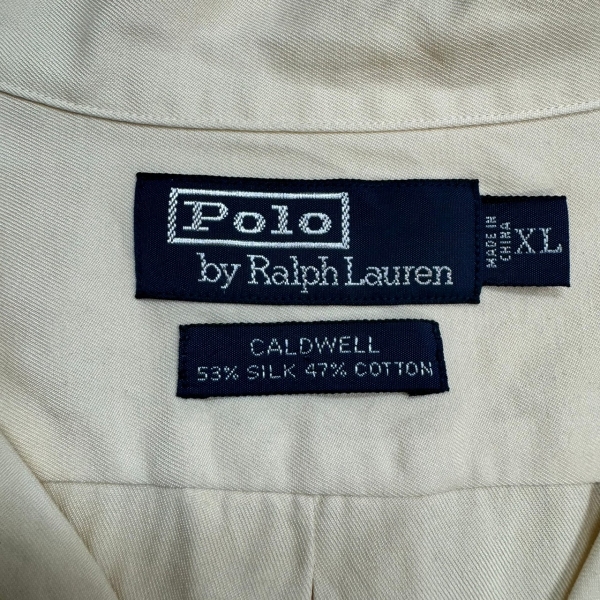 Polo
by Ralph Lauren
MADE IN
CHINA
XL
CALDWELL
53% SILK 47% COTTON